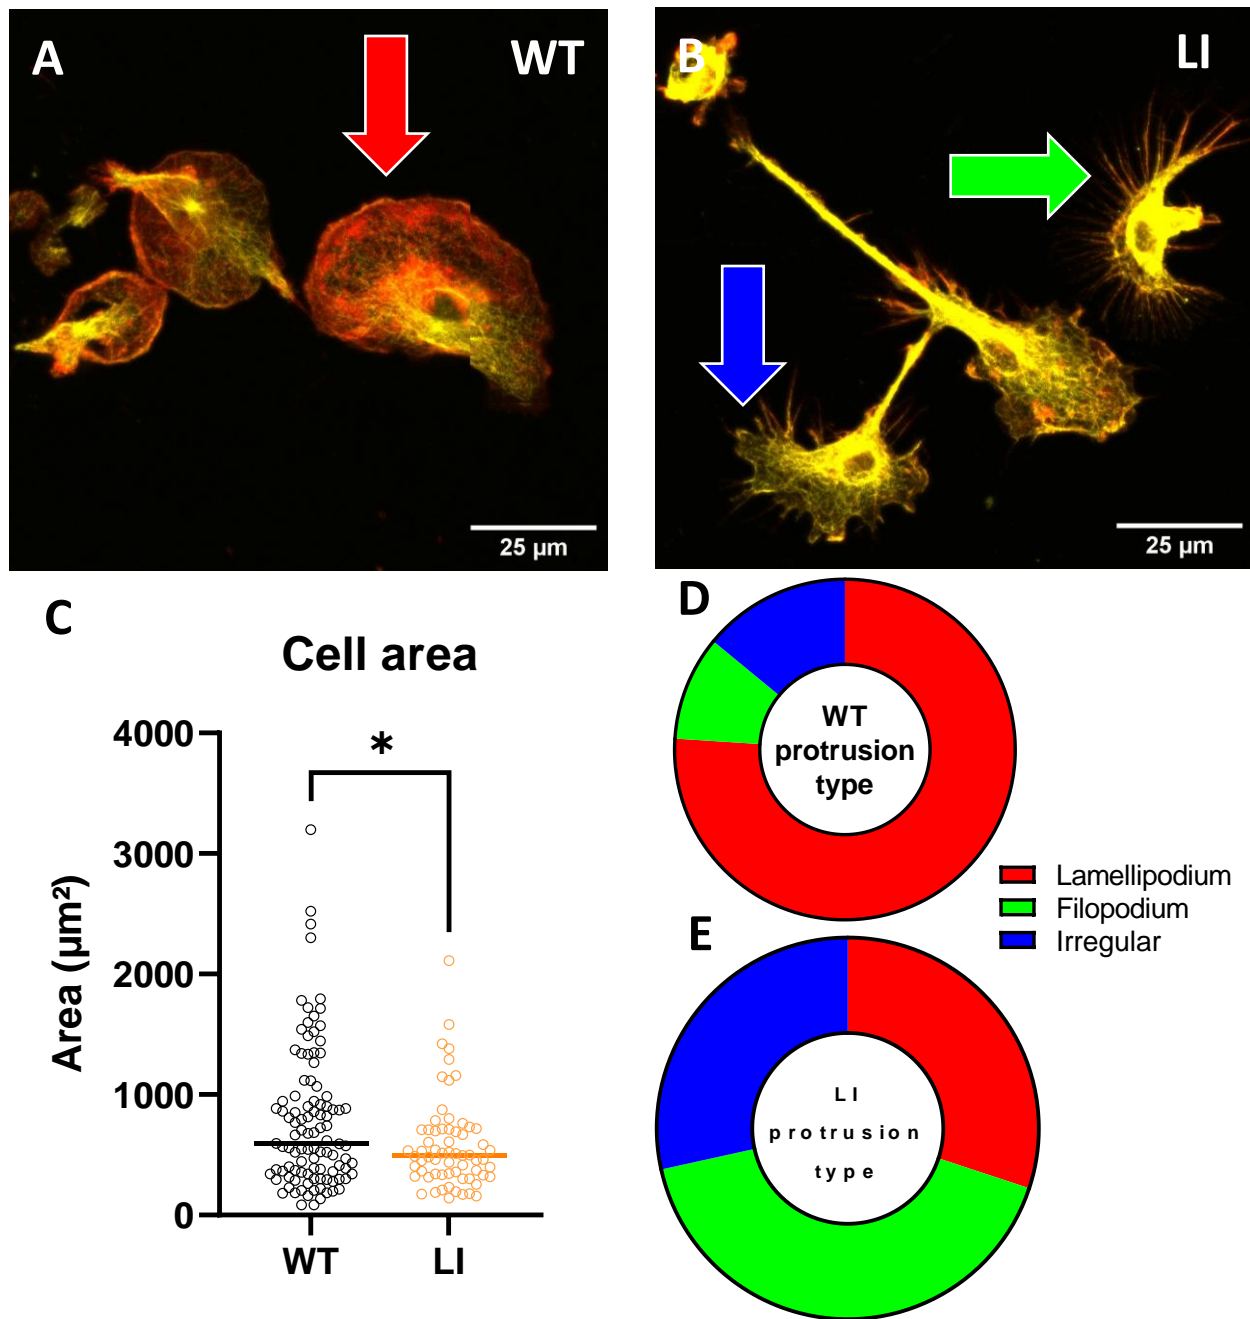 A
WT
25 µm
B
LI
25 µm
C
Cell area
*
Area (µm²)
4000
3000
2000
1000
0
WT
LI
D
WT
protrusion
type
Lamellipodium
Filopodium
Irregular
E
LI
protrusion
type